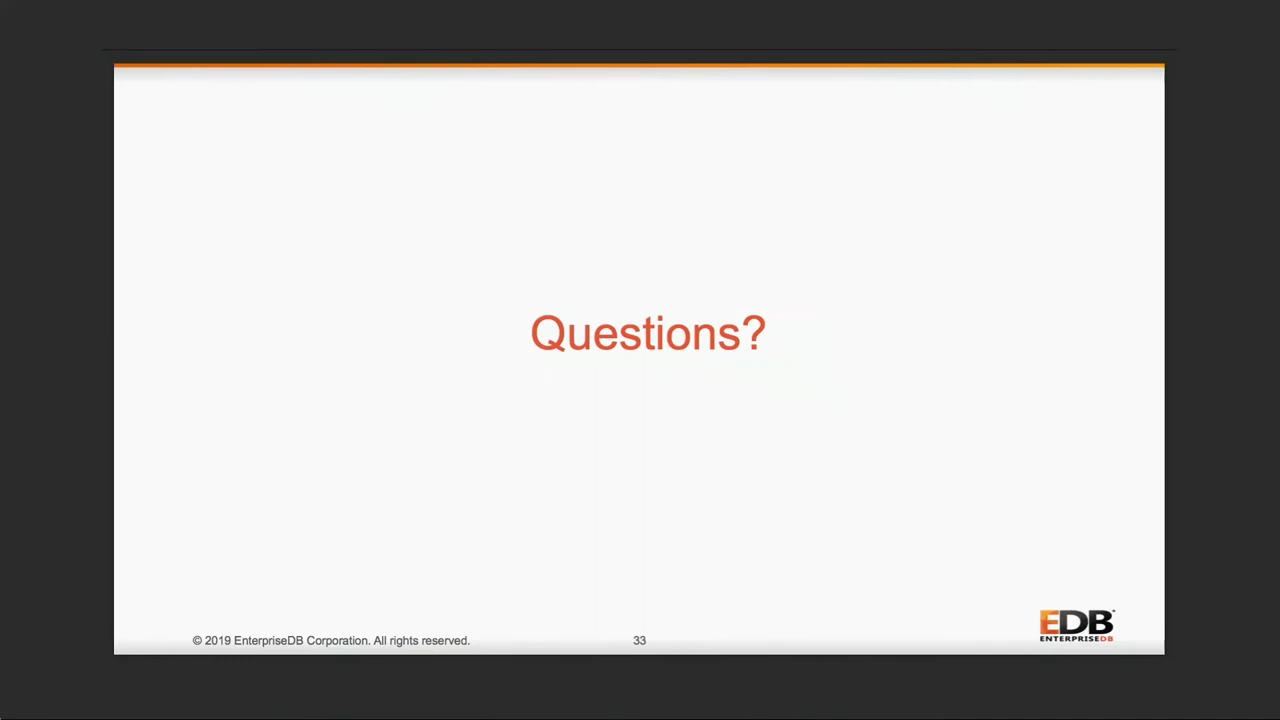 Questions?
© 2019 EnterpriseDB Corporation. All rights reserved.
33
EDB
ENTERPRISEDB